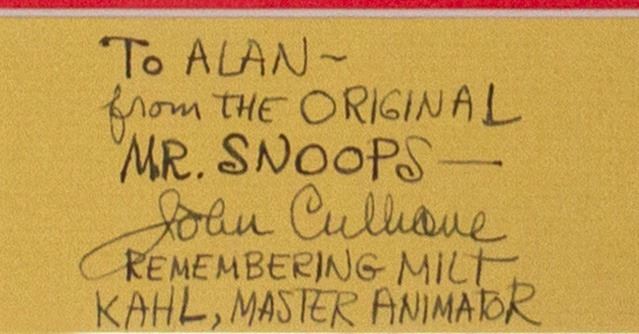 To ALAN~
from THE ORIGINAL
MR. SNOOPS—
John Culhane
REMEMBERING MILT
KAHL, MASTER ANIMATOR